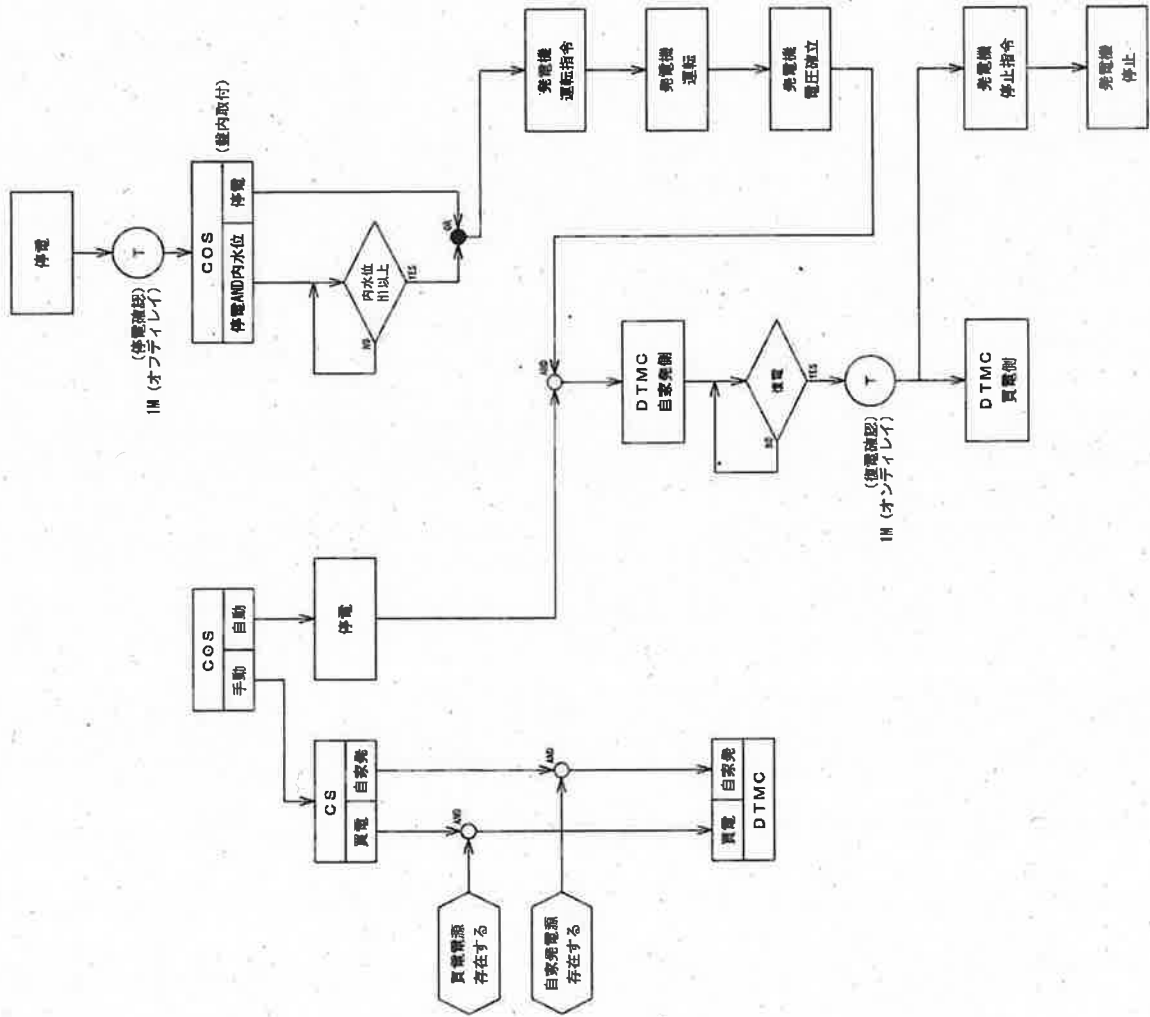 停電
T
(停電確認)
1M (オフディレイ)
COS
(盤内取付)
停電AND内水位
停電
内水位
H1以上
NO
YES
OR
発電機
運転指令
発電機
運転
発電機
電圧確立
COS
手動
自動
停電
AND
DTMC
自家発側
復電
NO
YES
T
(復電確認)
1M (オンディレイ)
DTMC
買電側
発電機
停止指令
発電機
停止
CS
買電
自家発
買電電源
存在する
AND
自家発電源
存在する
AND
買電
自家発
DTMC